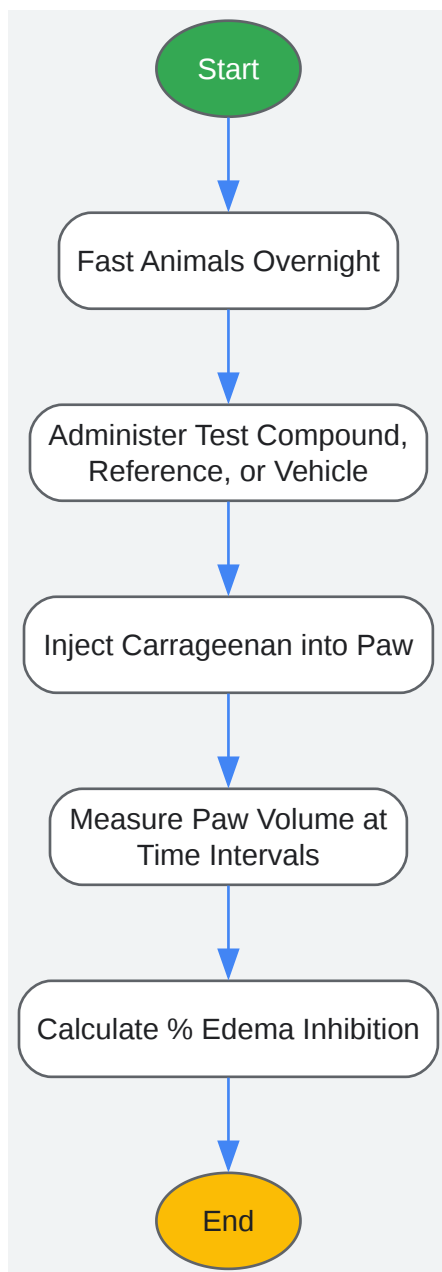 Start
Fast Animals Overnight
Administer Test Compound,
Reference, or Vehicle
Inject Carrageenan into Paw
Measure Paw Volume at
Time Intervals
Calculate % Edema Inhibition
End